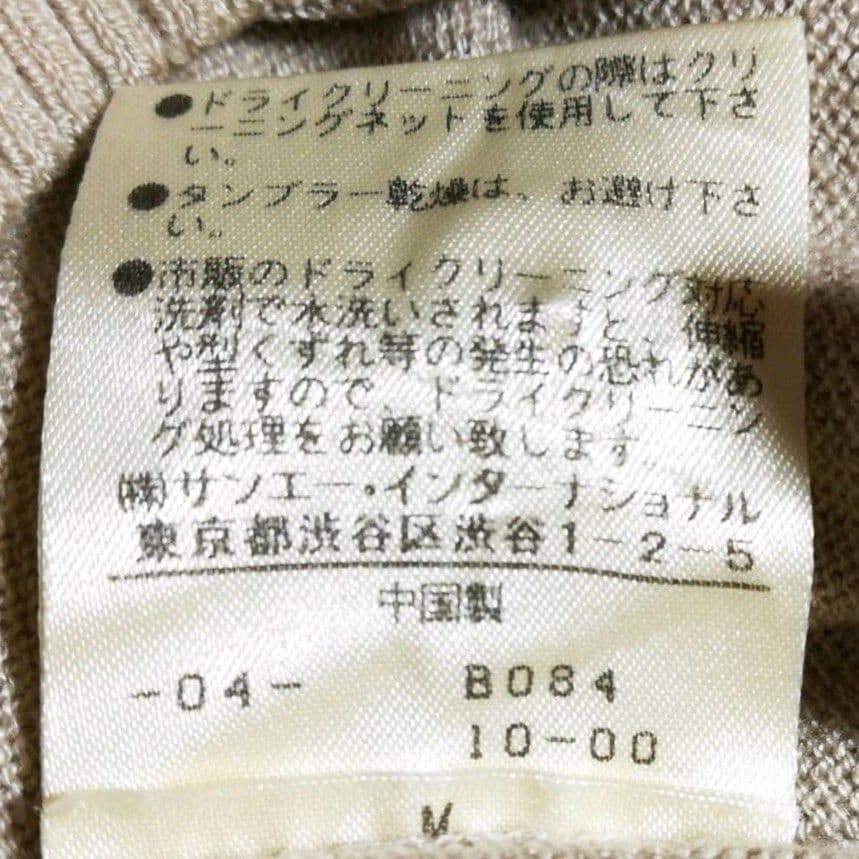 ●ドライクリーニングの際はクリ
ーニングネットを使用して下さ
い。
●タンブラー乾燥は、お避け下さ
い。
●市販のドライクリーニング対応
洗剤で水洗いされますと、伸縮
や型くずれ等の発生の恐れがあ
りますので、ドライクリーニン
グ処理をお願い致します。
(株)サンエー・インターナショナル
東京都渋谷区渋谷1-2-5
中国製
-04- B084
10-00
M